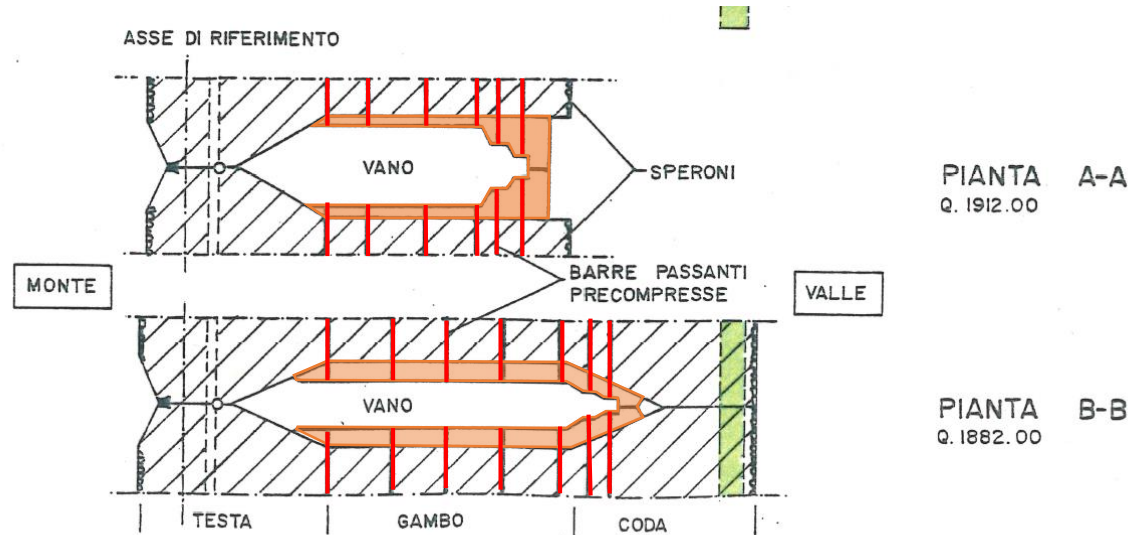 ASSE DI RIFERIMENTO
VANO
SPERONI
PIANTA A-A
Q. 1912.00
MONTE
BARRE PASSANTI
PRECOMPRESSE
VALLE
VANO
PIANTA B-B
Q. 1882.00
TESTA
GAMBO
CODA